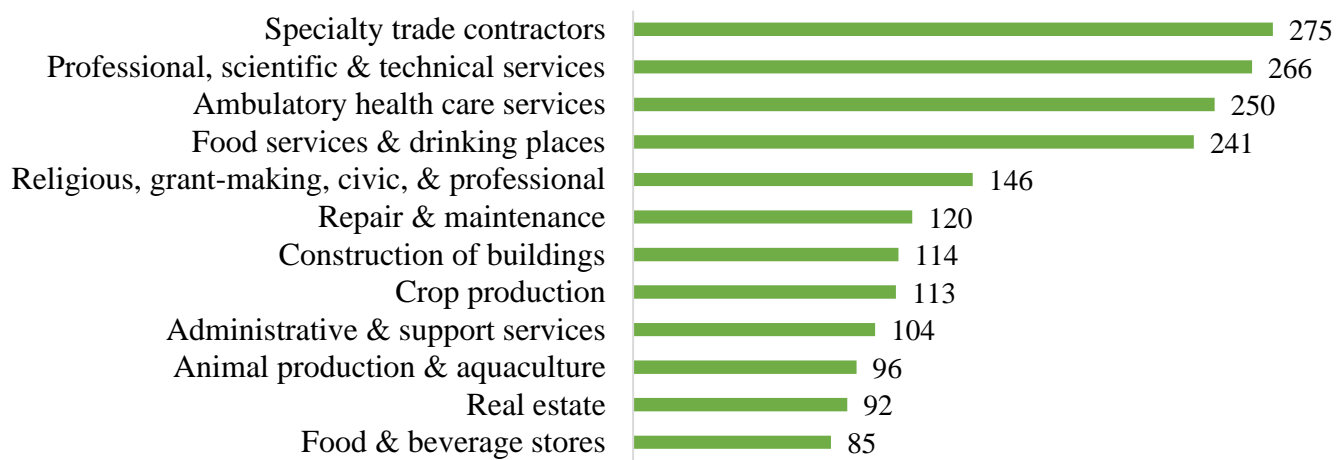 Specialty trade contractors 275
Professional, scientific & technical services 266
Ambulatory health care services 250
Food services & drinking places 241
Religious, grant-making, civic, & professional 146
Repair & maintenance 120
Construction of buildings 114
Crop production 113
Administrative & support services 104
Animal production & aquaculture 96
Real estate 92
Food & beverage stores 85